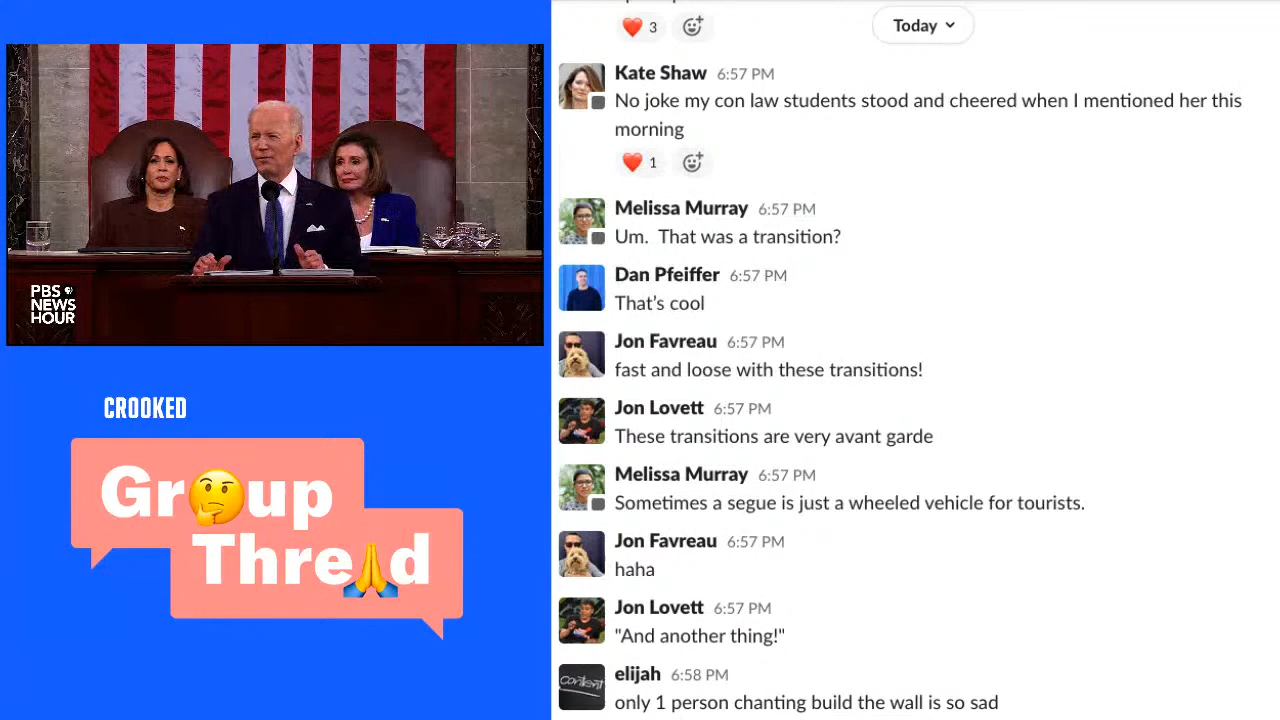 PBS
NEWS
HOUR
CROOKED
Gr🤔up
Thre🙏d
Today
❤️ 3
Kate Shaw 6:57 PM
No joke my con law students stood and cheered when I mentioned her this
morning
❤️ 1
Melissa Murray 6:57 PM
Um. That was a transition?
Dan Pfeiffer 6:57 PM
That's cool
Jon Favreau 6:57 PM
fast and loose with these transitions!
Jon Lovett 6:57 PM
These transitions are very avant garde
Melissa Murray 6:57 PM
Sometimes a segue is just a wheeled vehicle for tourists.
Jon Favreau 6:57 PM
haha
Jon Lovett 6:57 PM
"And another thing!"
content
elijah 6:58 PM
only 1 person chanting build the wall is so sad